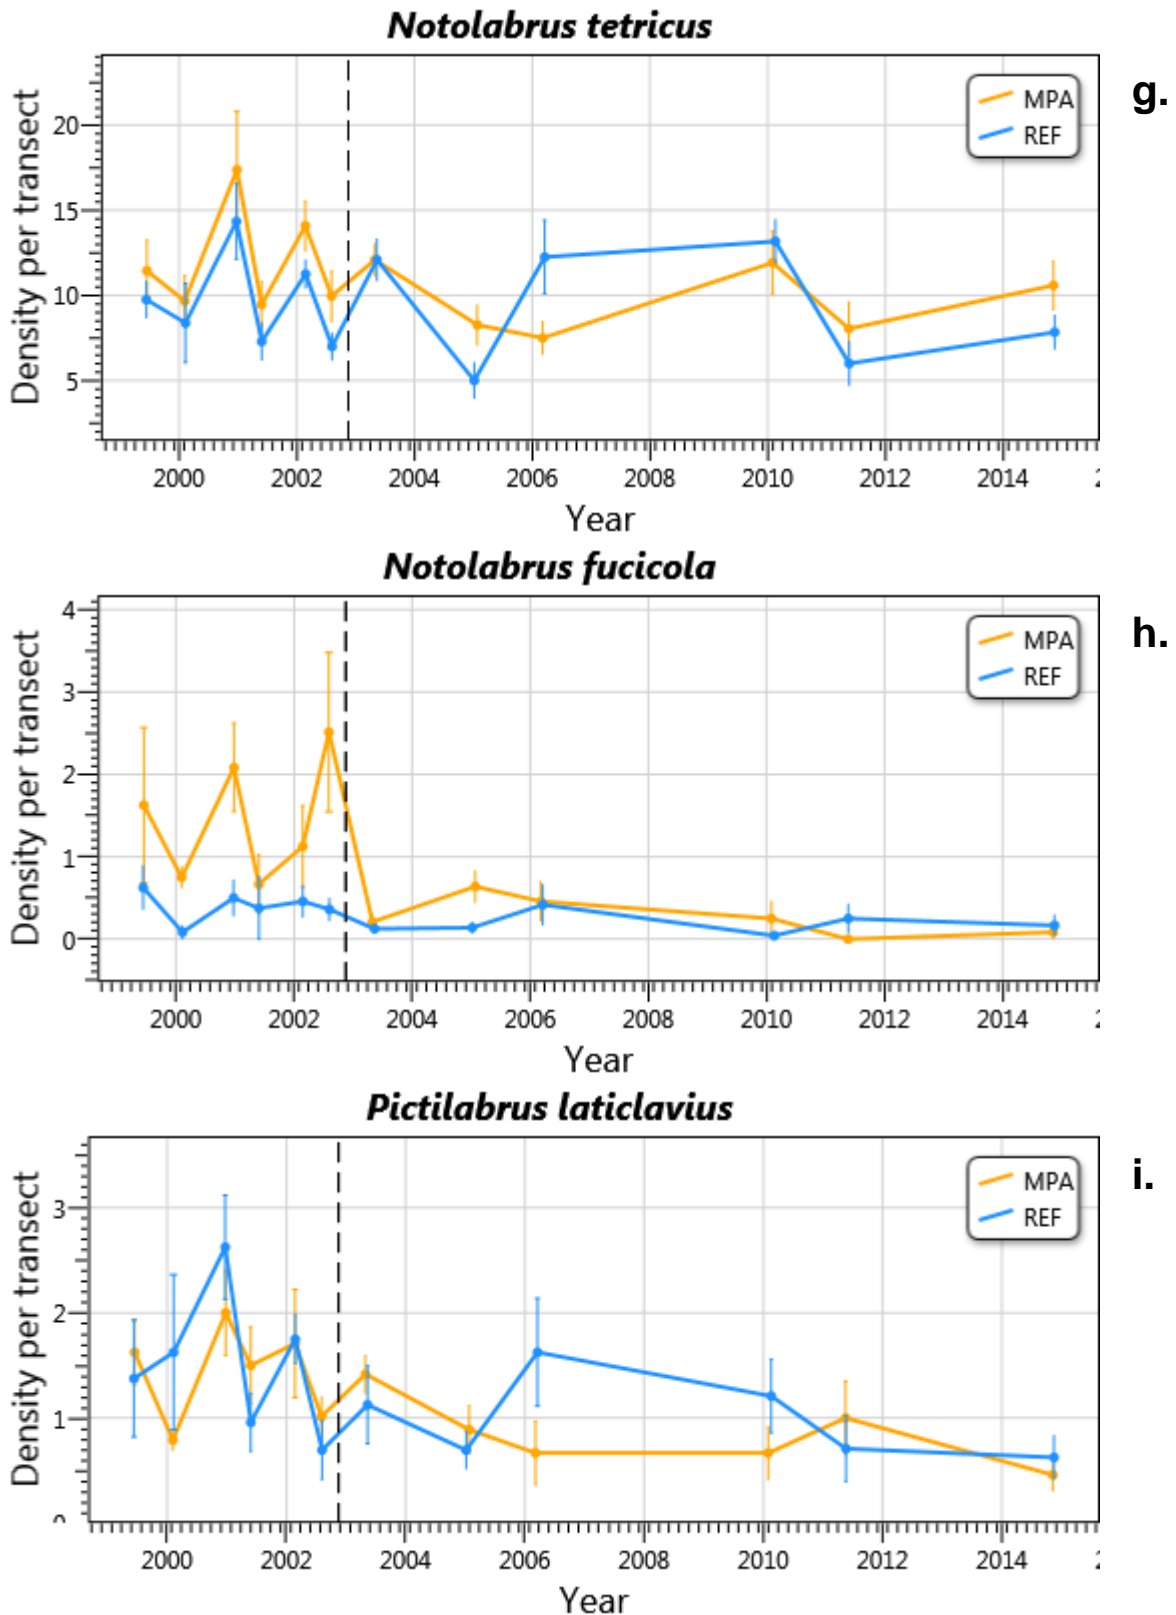 Notolabrus tetricus
g.
Density per transect
20
15
10
5
MPA
REF
2000 2002 2004 2006 2008 2010 2012 2014
Year
Notolabrus fucicola
h.
Density per transect
4
3
2
1
0
MPA
REF
2000 2002 2004 2006 2008 2010 2012 2014
Year
Pictilabrus laticlavius
i.
Density per transect
3
2
1
MPA
REF
2000 2002 2004 2006 2008 2010 2012 2014
Year